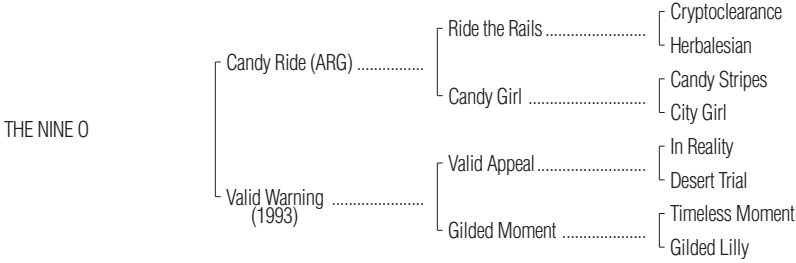 Cryptoclearance
Ride the Rails ........................
Herbalesian
Candy Ride (ARG) ................
Candy Stripes
Candy Girl ............................
City Girl
THE NINE O
In Reality
Valid Appeal..........................
Desert Trial
Valid Warning ......................
(1993)
Timeless Moment
Gilded Moment ....................
Gilded Lilly